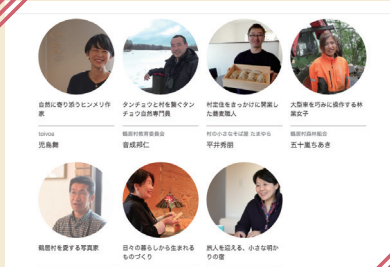 自然に寄り添うヒンメリ作
家
toivoa
児島舞
タンチョウと村を繋ぐタン
チョウ自然専門員
鶴居村教育委員会
音成邦仁
村定住をきっかけに開業し
た蕎麦職人
村の小さなそば屋 たまゆら
平井秀朋
大型車を巧みに操作する林
業女子
鶴居村森林組合
五十嵐ちあき
鶴居村を愛する写真家
日々の暮らしから生まれる
ものづくり
旅人を迎える、小さな明か
りの宿